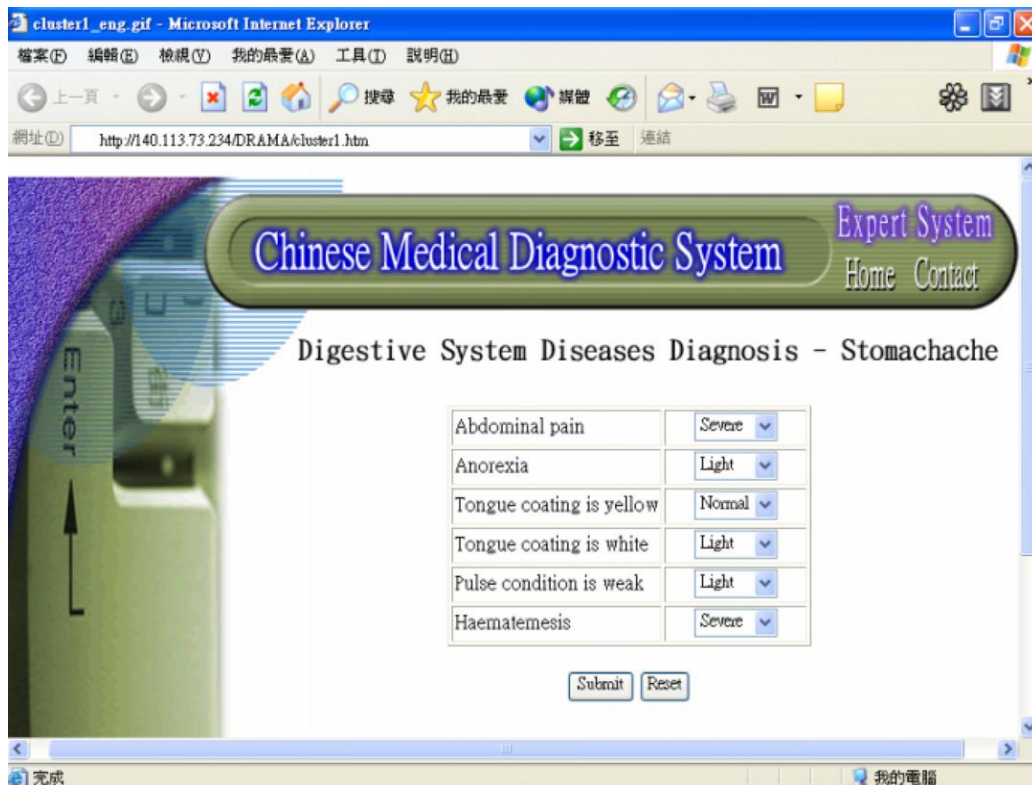 cluster1_eng.gif - Microsoft Internet Explorer
檔案(F) 編輯(E) 檢視(V) 我的最愛(A) 工具(T) 說明(H)
上一頁 搜尋 我的最愛 媒體
網址(D) http://140.113.73.234/DRAMA/cluster1.htm 移至 連結
Chinese Medical Diagnostic System
Expert System
Home Contact
Enter
Digestive System Diseases Diagnosis - Stomachache
Abdominal pain Severe
Anorexia Light
Tongue coating is yellow Normal
Tongue coating is white Light
Pulse condition is weak Light
Haematemesis Severe
Submit Reset
完成 我的電腦